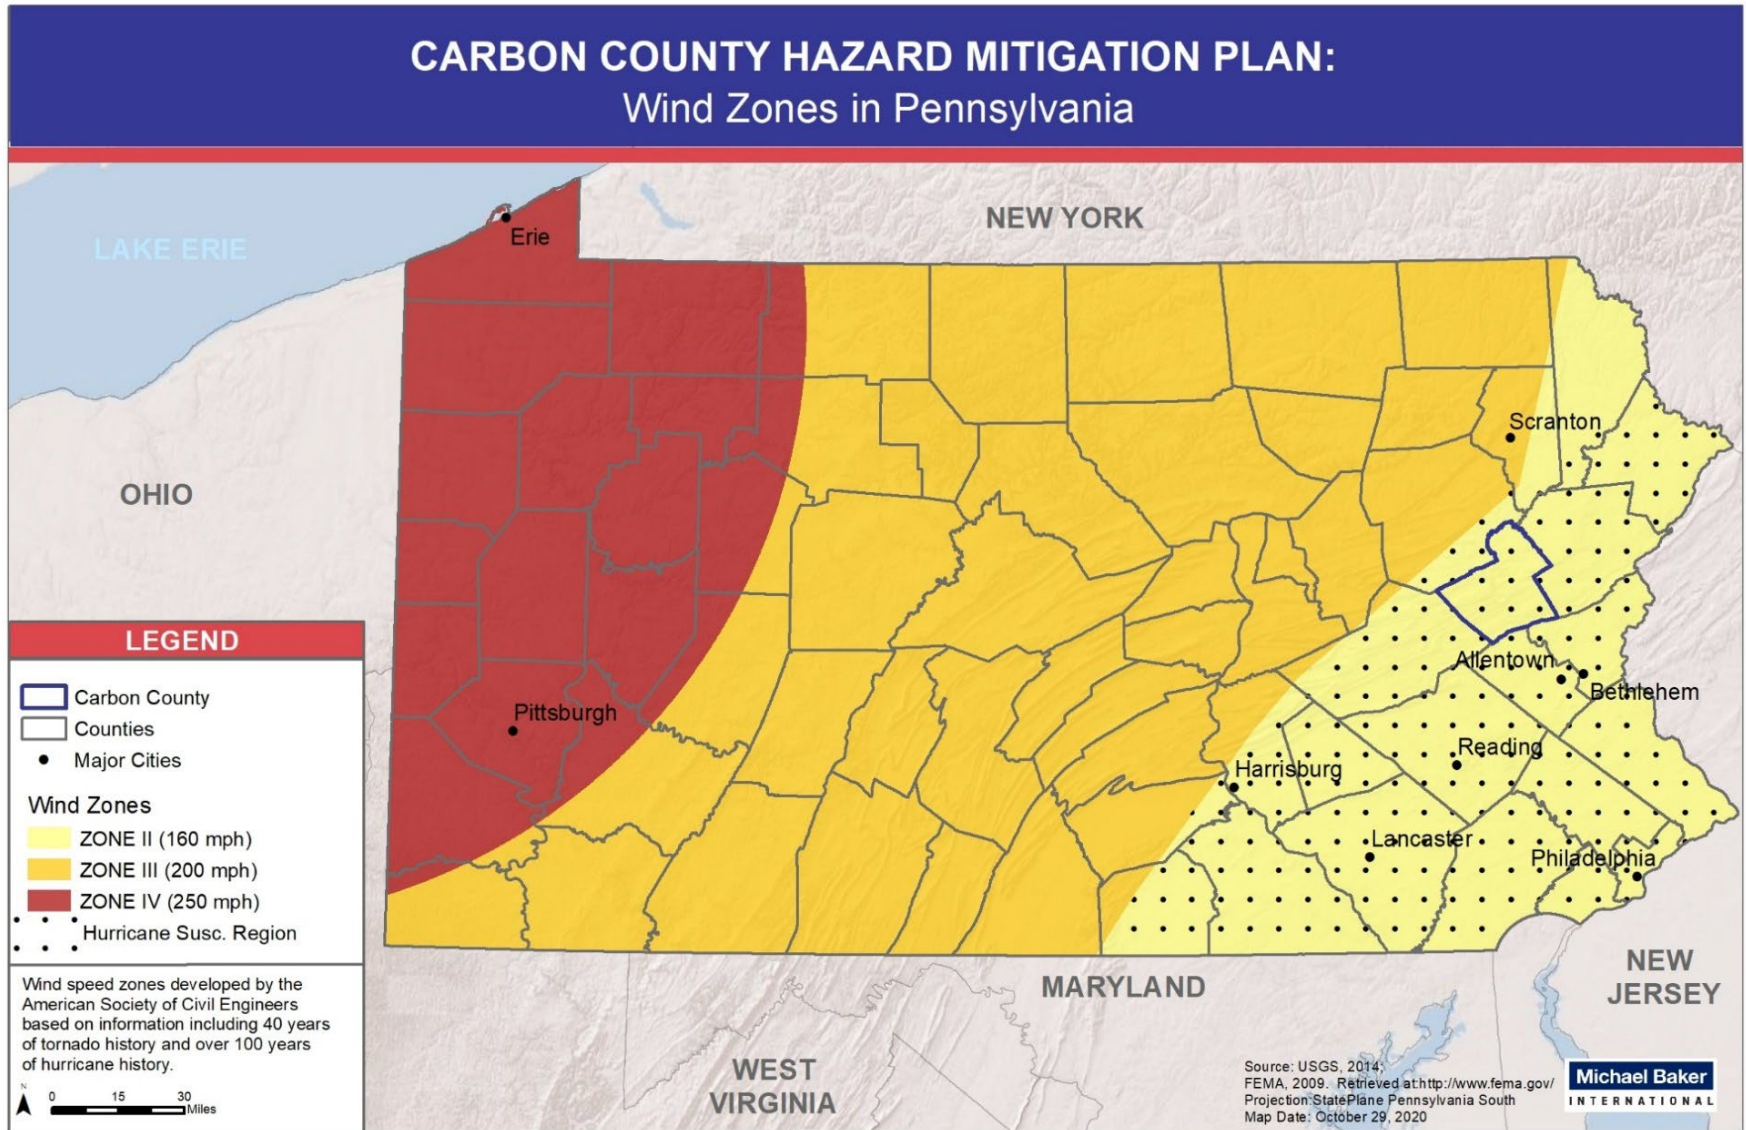 CARBON COUNTY HAZARD MITIGATION PLAN:
Wind Zones in Pennsylvania
LAKE ERIE
Erie
NEW YORK
OHIO
Scranton
Pittsburgh
Allentown
Bethlehem
Reading
Harrisburg
Lancaster
Philadelphia
MARYLAND
NEW
JERSEY
WEST
VIRGINIA
LEGEND
Carbon County
Counties
Major Cities
Wind Zones
ZONE II (160 mph)
ZONE III (200 mph)
ZONE IV (250 mph)
Hurricane Susc. Region
Wind speed zones developed by the
American Society of Civil Engineers
based on information including 40 years
of tornado history and over 100 years
of hurricane history.
N
0 15 30
Miles
Source: USGS, 2014;
FEMA, 2009. Retrieved at:http://www.fema.gov/
Projection:StatePlane Pennsylvania South
Map Date: October 29, 2020
Michael Baker
INTERNATIONAL